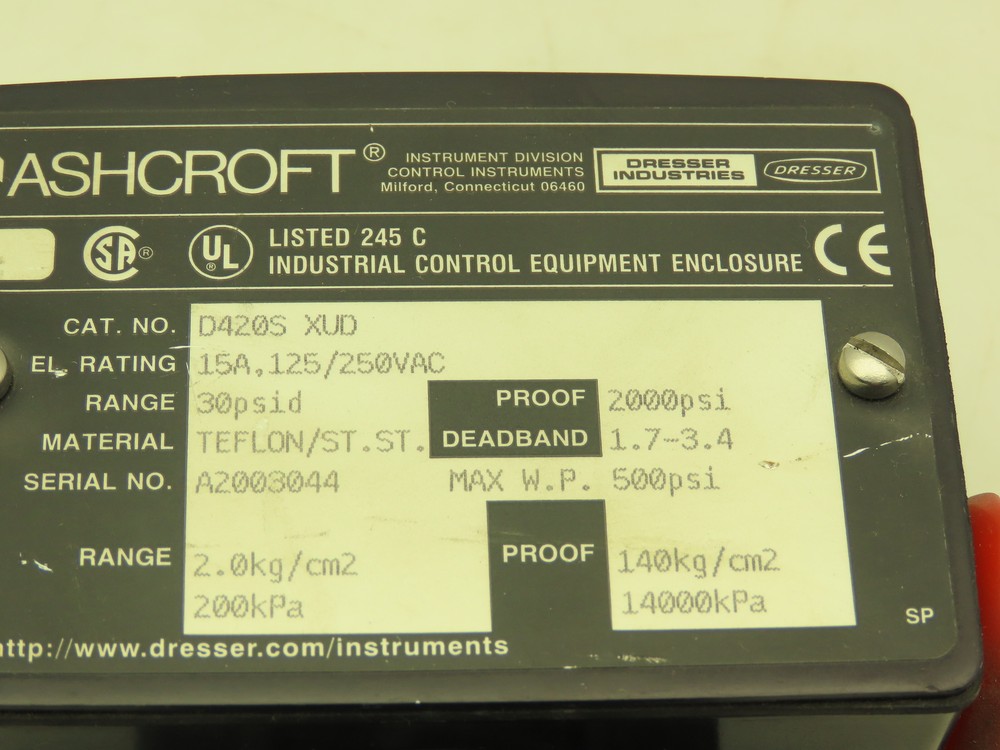 ASHCROFT®
INSTRUMENT DIVISION
CONTROL INSTRUMENTS
Milford, Connecticut 06460
DRESSER
INDUSTRIES
DRESSER
SA ®
UL ®
LISTED 245 C
INDUSTRIAL CONTROL EQUIPMENT ENCLOSURE
CE
CAT. NO. D420S XUD
EL. RATING 15A,125/250VAC
RANGE 30psid PROOF 2000psi
MATERIAL TEFLON/ST.ST. DEADBAND 1.7-3.4
SERIAL NO. A2003044 MAX W.P. 500psi
RANGE 2.0kg/cm2 PROOF 140kg/cm2
200kPa 14000kPa
SP
http://www.dresser.com/instruments